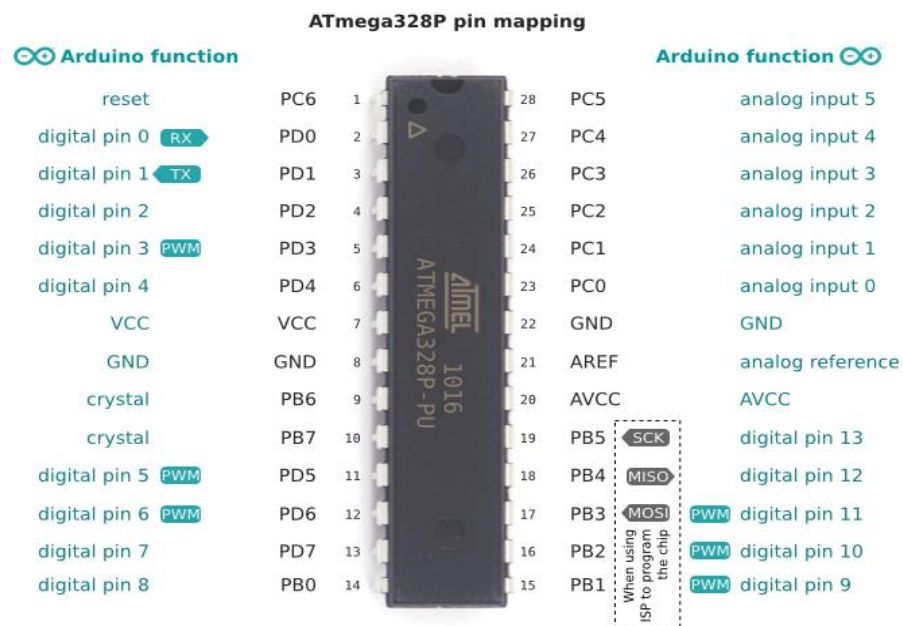 ATmega328P pin mapping
Arduino function
Arduino function
reset PC6 1 28 PC5 analog input 5
digital pin 0 RX PD0 2 27 PC4 analog input 4
digital pin 1 TX PD1 3 26 PC3 analog input 3
digital pin 2 PD2 4 25 PC2 analog input 2
digital pin 3 PWM PD3 5 24 PC1 analog input 1
digital pin 4 PD4 6 23 PC0 analog input 0
VCC VCC 7 22 GND GND
GND GND 8 21 AREF analog reference
crystal PB6 9 20 AVCC AVCC
crystal PB7 10 19 PB5 SCK digital pin 13
digital pin 5 PWM PD5 11 18 PB4 MISO digital pin 12
digital pin 6 PWM PD6 12 17 PB3 MOSI PWM digital pin 11
digital pin 7 PD7 13 16 PB2 PWM digital pin 10
digital pin 8 PB0 14 15 PB1 PWM digital pin 9
When using
ISP to program
the chip
ATMEL
ATMEGA328P-PU
1016